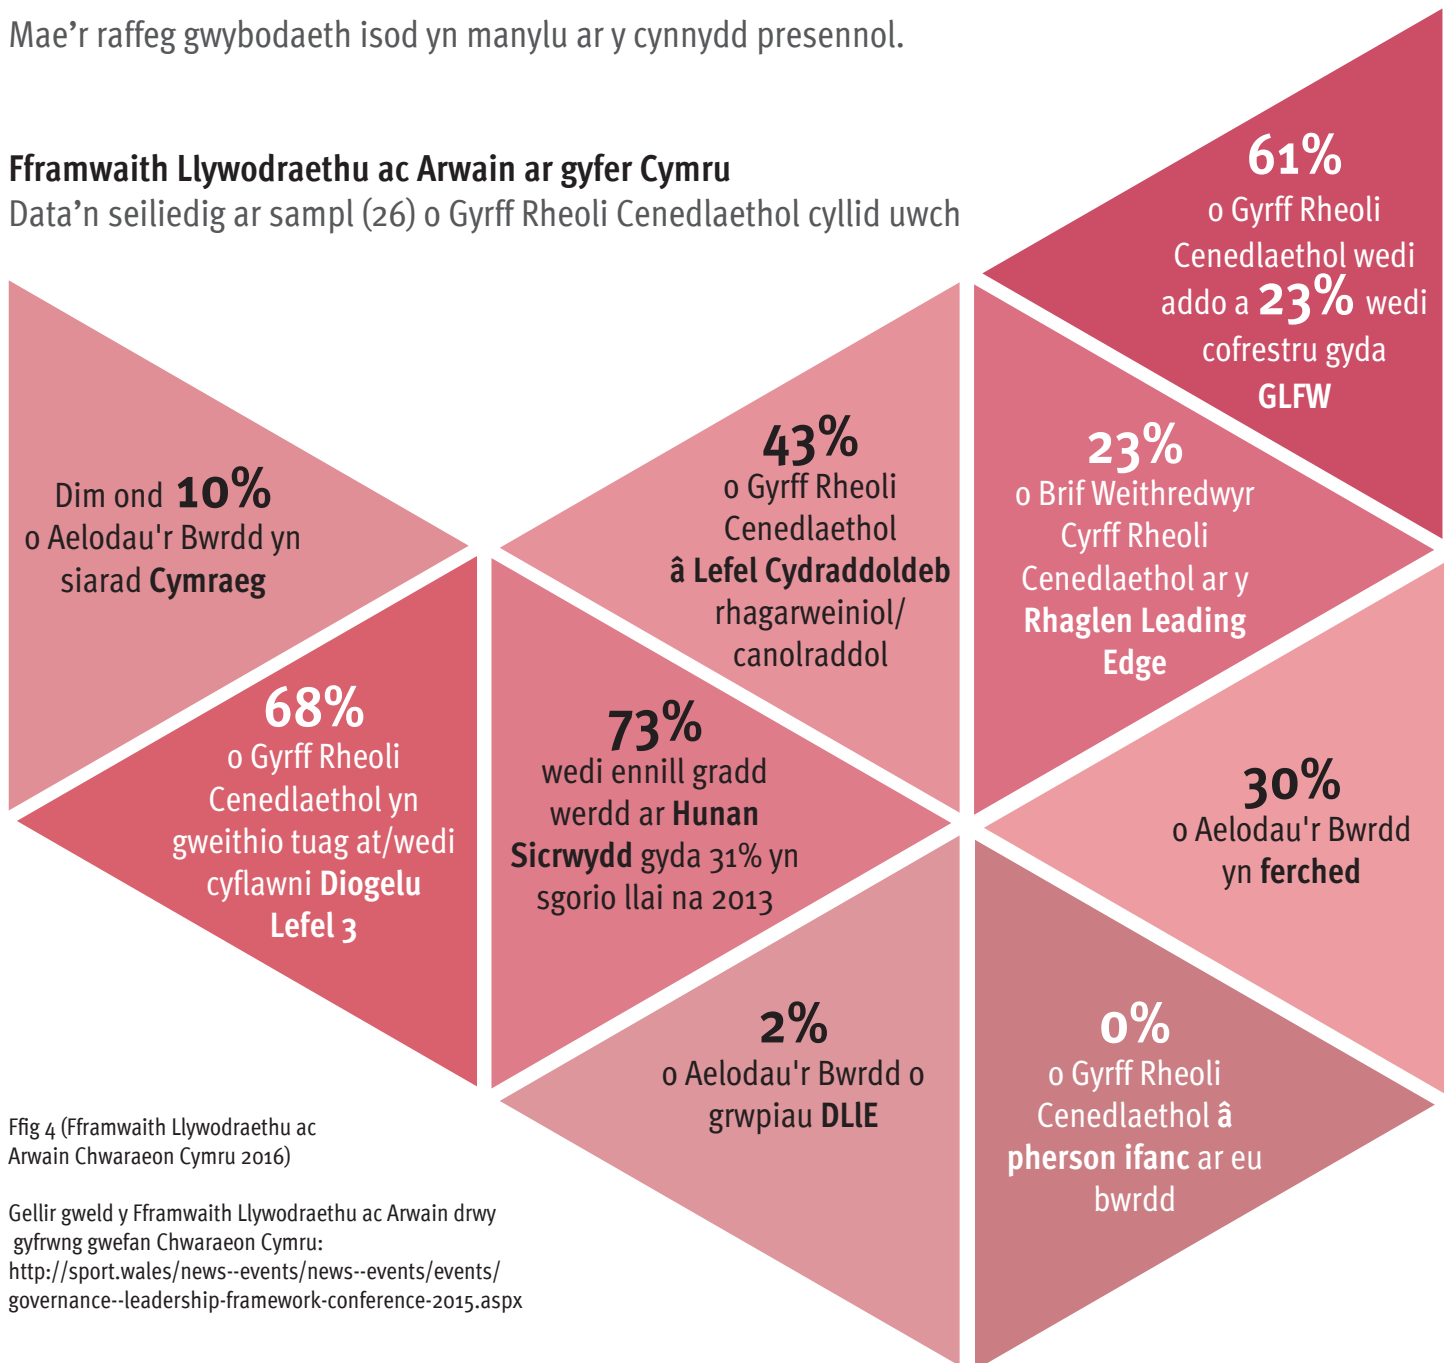 Mae'r raffeg gwybodaeth isod yn manylu ar y cynnydd presennol.
Fframwaith Llywodraethu ac Arwain ar gyfer Cymru
Data'n seiliedig ar sampl (26) o Gyrff Rheoli Cenedlaethol cyllid uwch
61%
o Gyrff Rheoli
Cenedlaethol wedi
addo a 23% wedi
cofrestru gyda
GLFW
Dim ond 10%
o Aelodau'r Bwrdd yn
siarad Cymraeg
43%
o Gyrff Rheoli
Cenedlaethol
â Lefel Cydraddoldeb
rhagarweiniol/
canolraddol
23%
o Brif Weithredwyr
Cyrff Rheoli
Cenedlaethol ar y
Rhaglen Leading
Edge
68%
o Gyrff Rheoli
Cenedlaethol yn
gweithio tuag at/wedi
cyflawni Diogelu
Lefel 3
73%
wedi ennill gradd
werdd ar Hunan
Sicrwydd gyda 31% yn
sgorio llai na 2013
30%
o Aelodau'r Bwrdd
yn ferched
2%
o Aelodau'r Bwrdd o
grwpiau DLlE
0%
o Gyrff Rheoli
Cenedlaethol â
pherson ifanc ar eu
bwrdd
Ffig 4 (Fframwaith Llywodraethu ac
Arwain Chwaraeon Cymru 2016)
Gellir gweld y Fframwaith Llywodraethu ac Arwain drwy
gyfrwng gwefan Chwaraeon Cymru:
http://sport.wales/news--events/news--events/events/
governance--leadership-framework-conference-2015.aspx